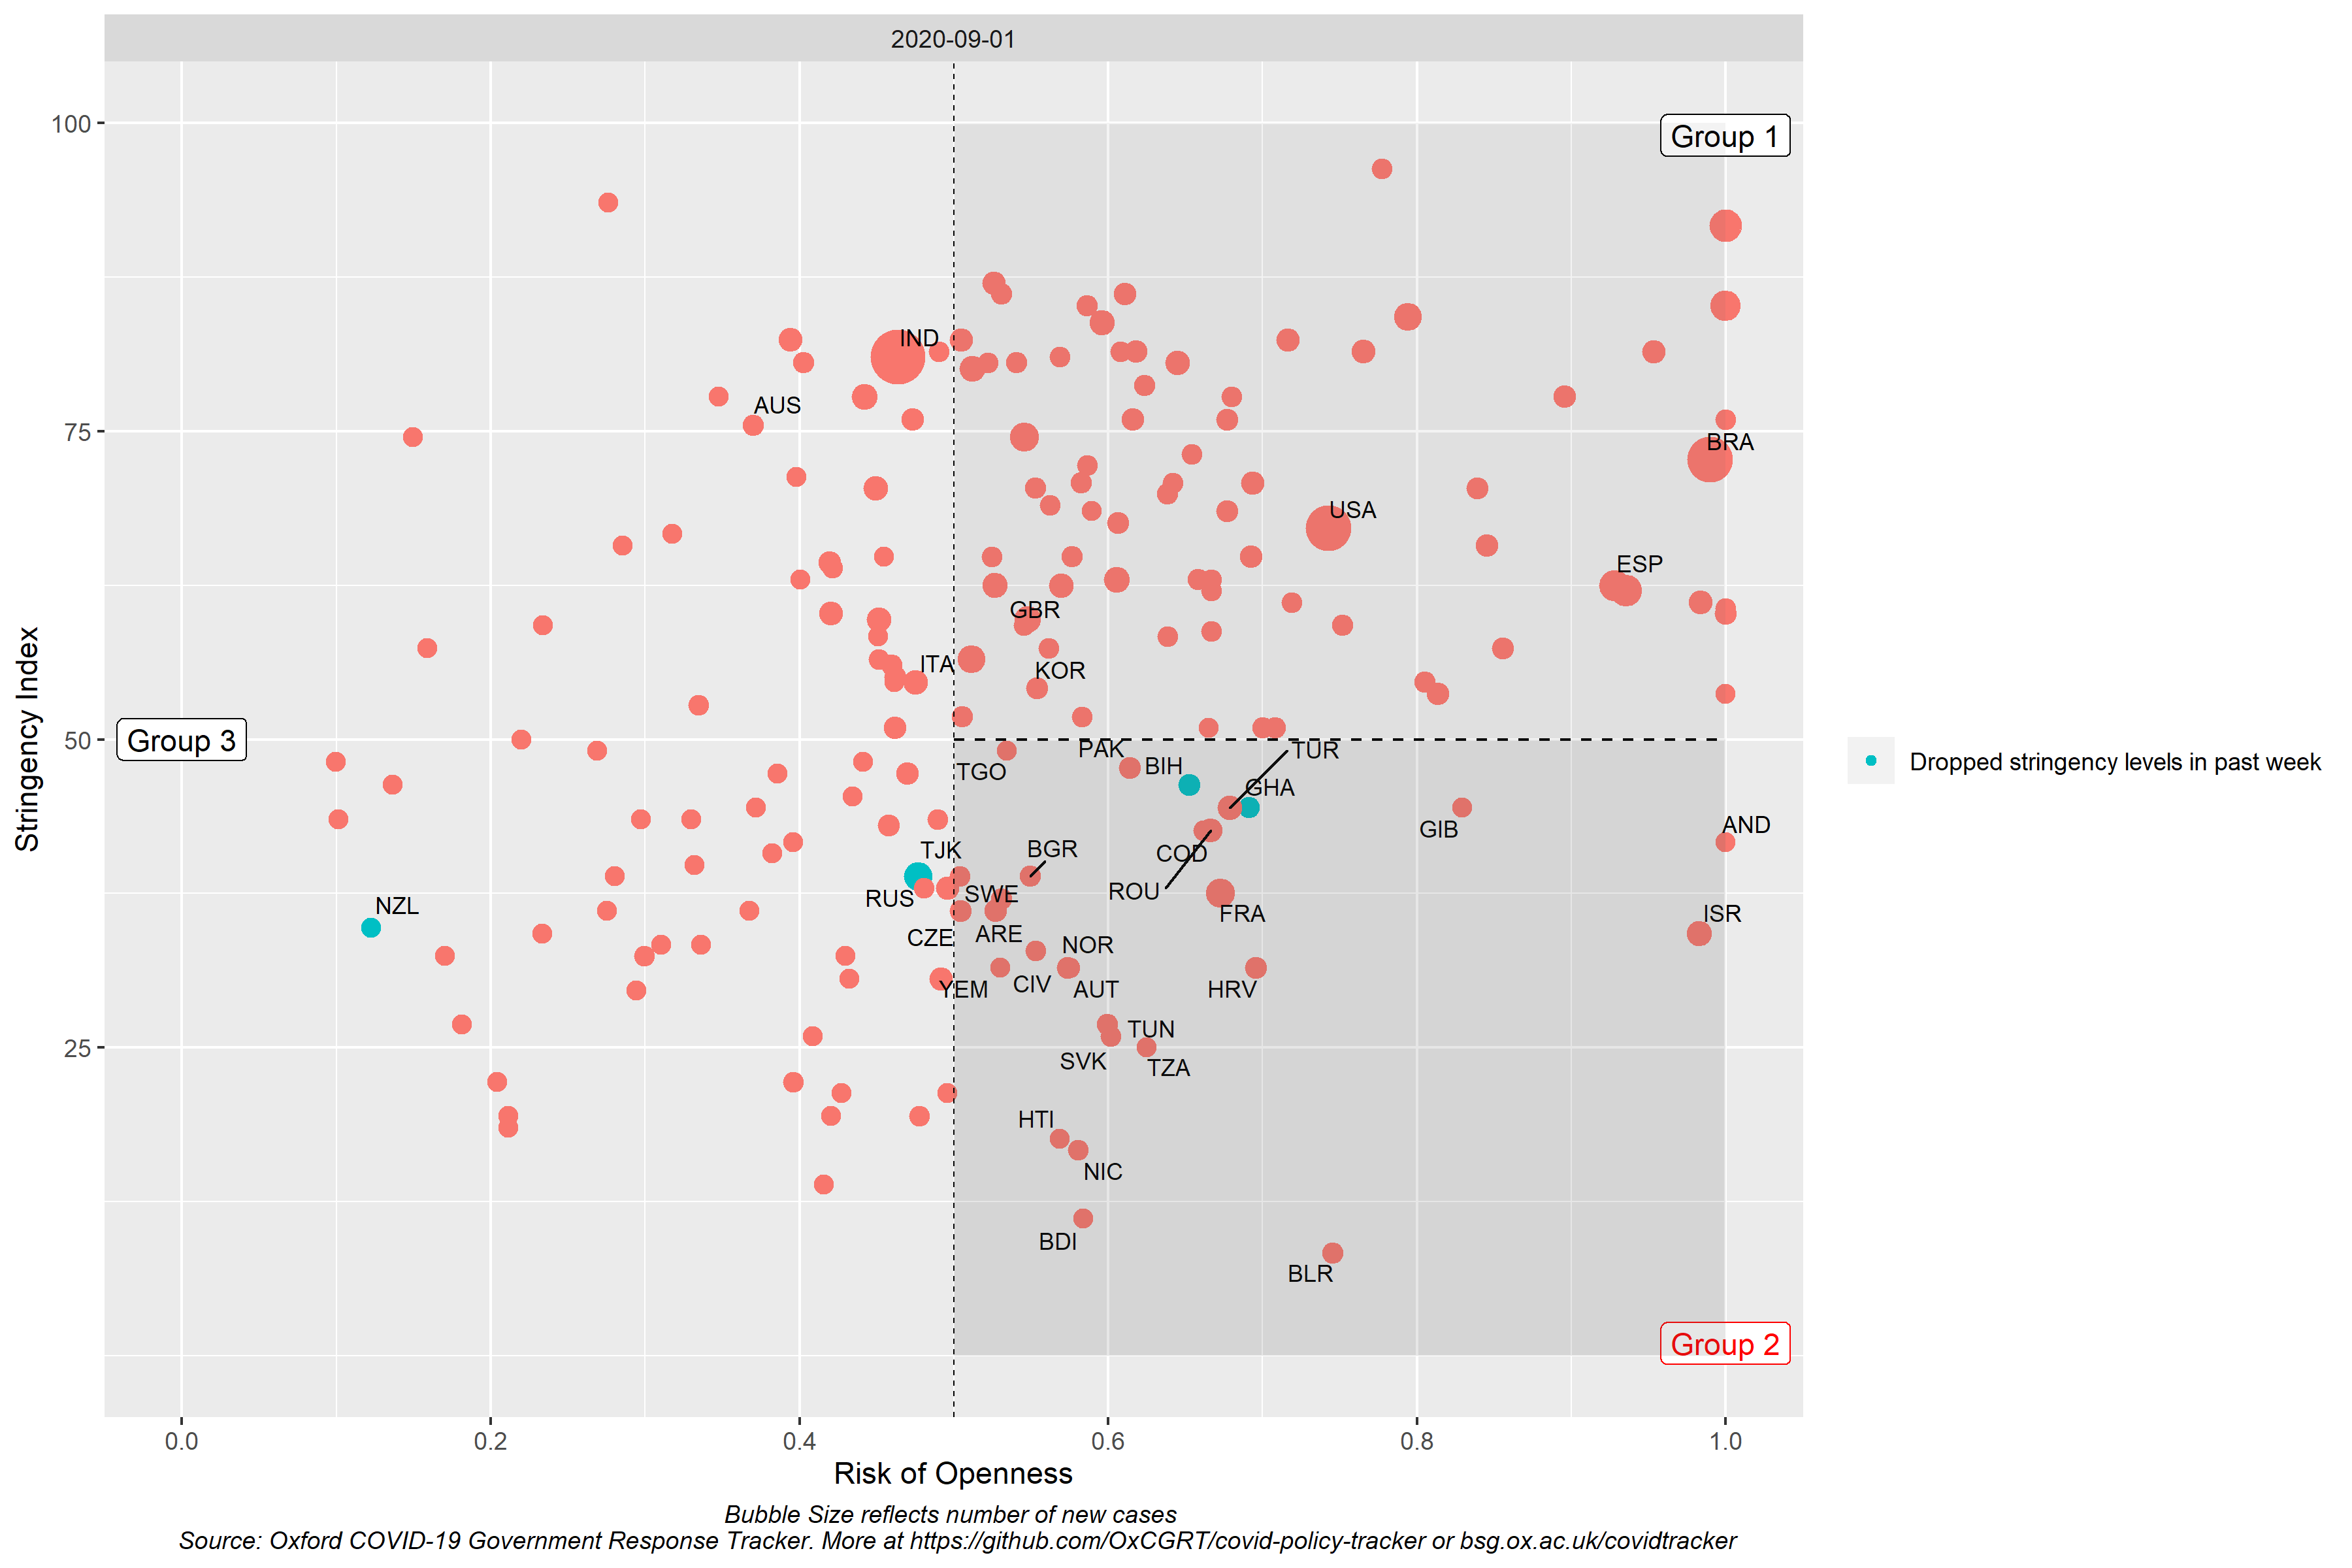 2020-09-01
100
Group 1
IND
AUS
75
BRA
USA
ESP
GBR
ITA
KOR
Stringency Index
Group 3
50
PAK
TUR
TGO
BIH
GHA
Dropped stringency levels in past week
GIB
AND
TJK
BGR
COD
RUS
SWE
ROU
NZL
FRA
ISR
CZE
ARE
NOR
YEM
CIV
AUT
HRV
25
TUN
SVK
TZA
HTI
NIC
BDI
BLR
Group 2
0.0 0.2 0.4 0.6 0.8 1.0
Risk of Openness
Bubble Size reflects number of new cases
Source: Oxford COVID-19 Government Response Tracker. More at https://github.com/OxCGRT/covid-policy-tracker or bsg.ox.ac.uk/covidtracker